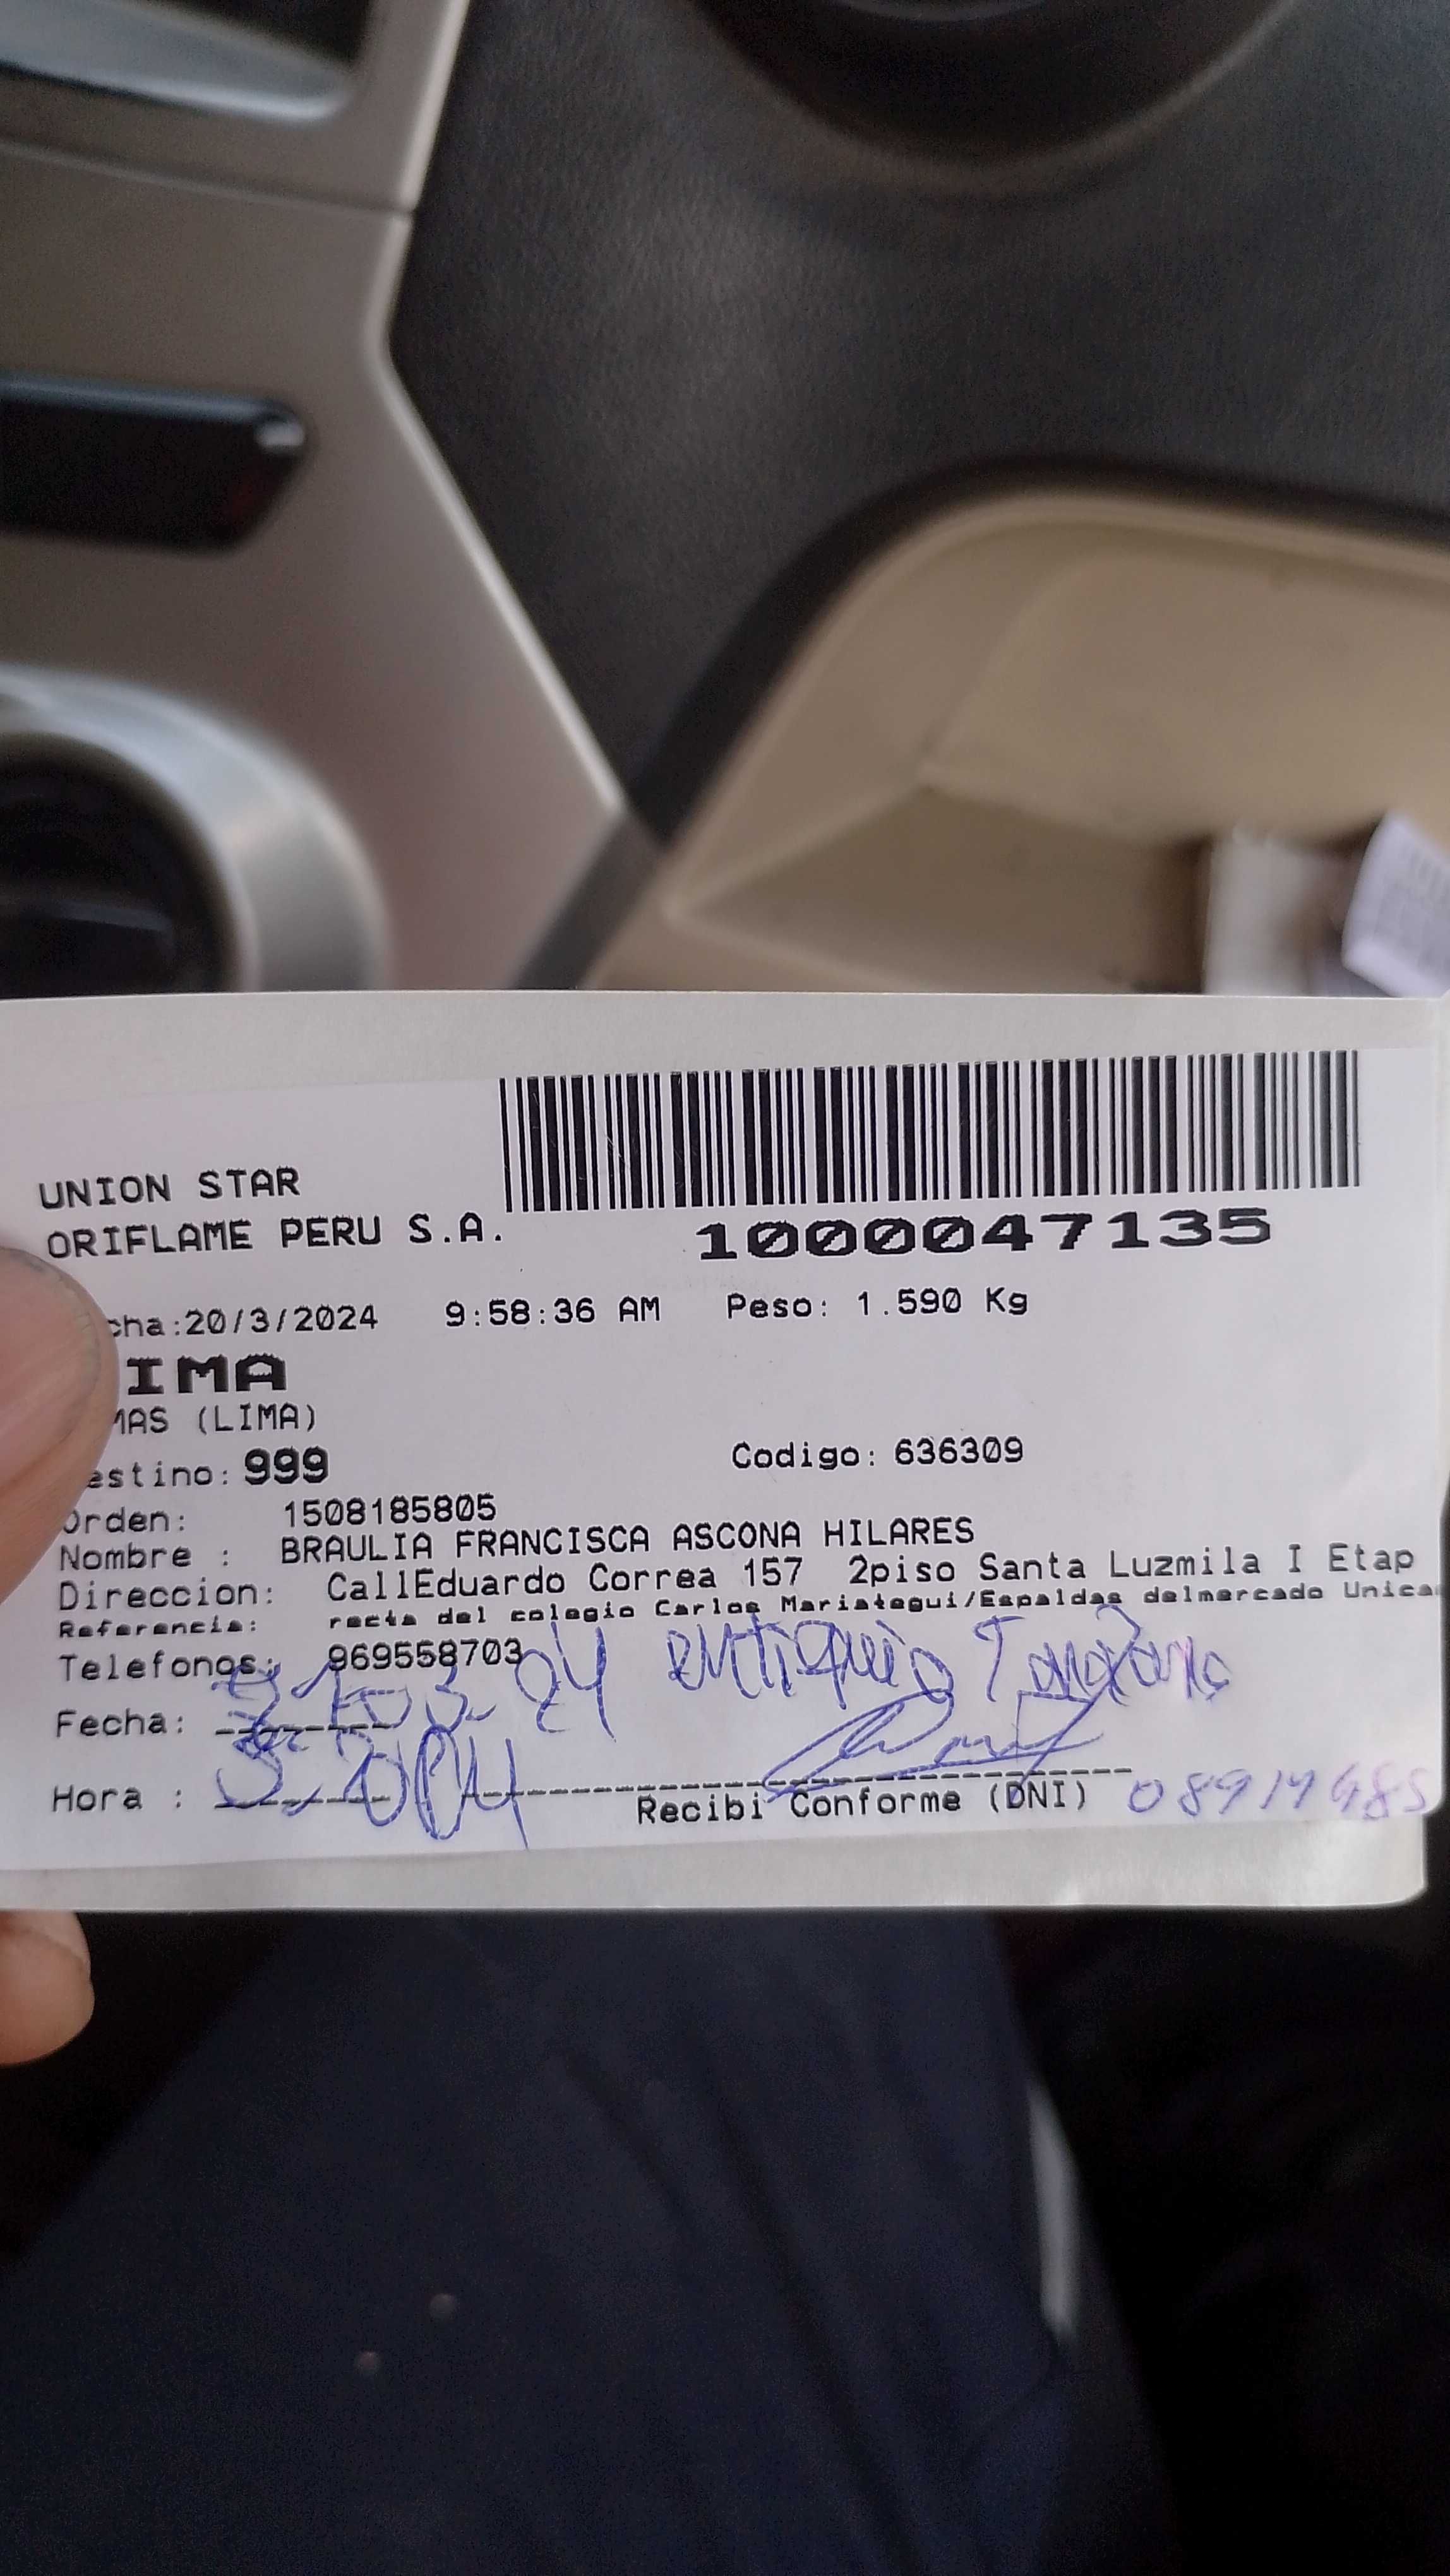 UNION STAR
ORIFLAME PERU S.A.
1000047135
cha:20/3/2024 9:58:36 AM Peso: 1.590 Kg
IMA
MAS (LIMA)
estino: 999 Codigo: 636309
Orden: 1508185805
Nombre : BRAULIA FRANCISCA ASCONA HILARES
Direccion: CallEduardo Correa 157 2piso Santa Luzmila I Etap
Referencia: recta del colegio Carlos Mariategui/Espaldas delmercado Unica
Telefonos: 969558703
Fecha:
Hora :
Recibi Conforme (DNI)